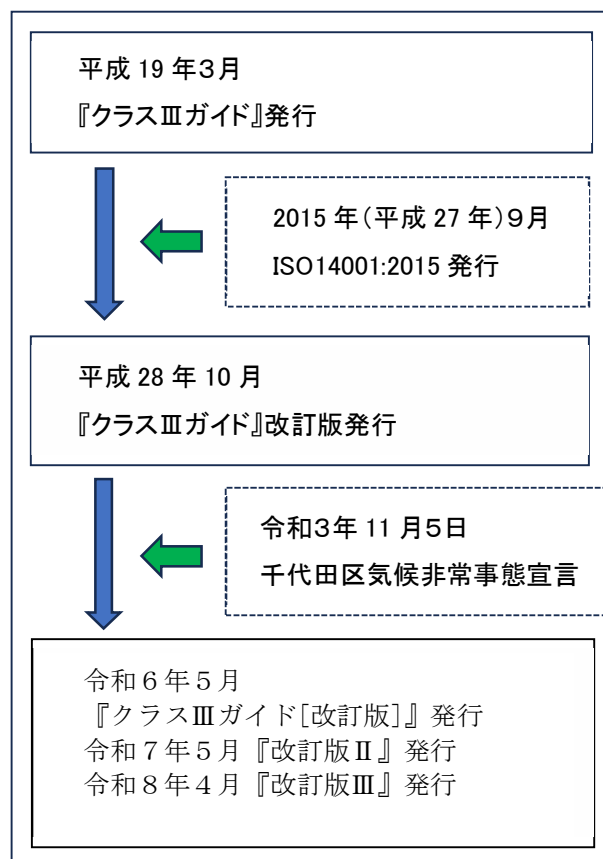 平成 19 年３月
『クラスⅢガイド』発行
2015 年（平成 27 年）９月
ISO14001:2015 発行
平成 28 年 10 月
『クラスⅢガイド』改訂版発行
令和３年 11 月５日
千代田区気候非常事態宣言
令和６年５月
『クラスⅢガイド[改訂版]』発行
令和７年５月『改訂版Ⅱ』発行
令和８年４月『改訂版Ⅲ』発行